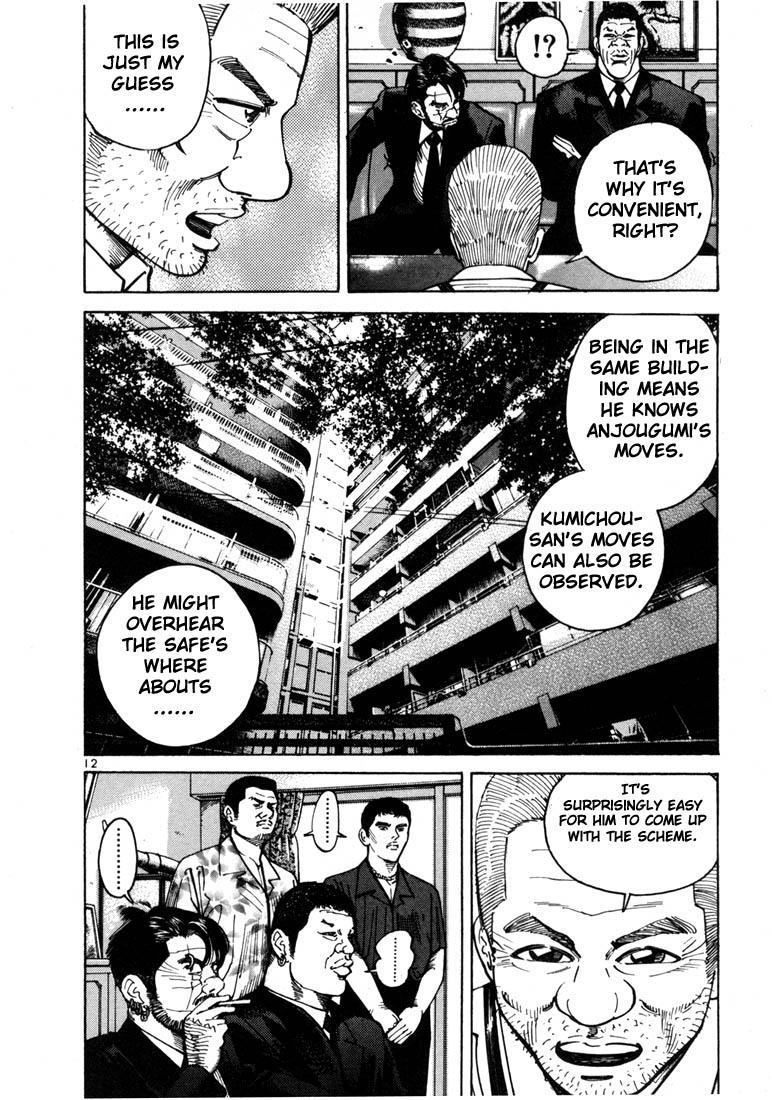 THAT'S
WHY IT'S
CONVENIENT,
RIGHT?
!?
THIS IS
JUST MY
GUESS
......
BEING IN THE
SAME BUILD-
ING MEANS
HE KNOWS
ANJOUGUMI'S
MOVES.
KUMICHOU-
SAN'S MOVES
CAN ALSO BE
OBSERVED.
HE MIGHT
OVERHEAR
THE SAFE'S
WHERE
ABOUTS
......
12
IT'S
SURPRISINGLY EASY
FOR HIM TO COME UP
WITH THE SCHEME.
......
......
......